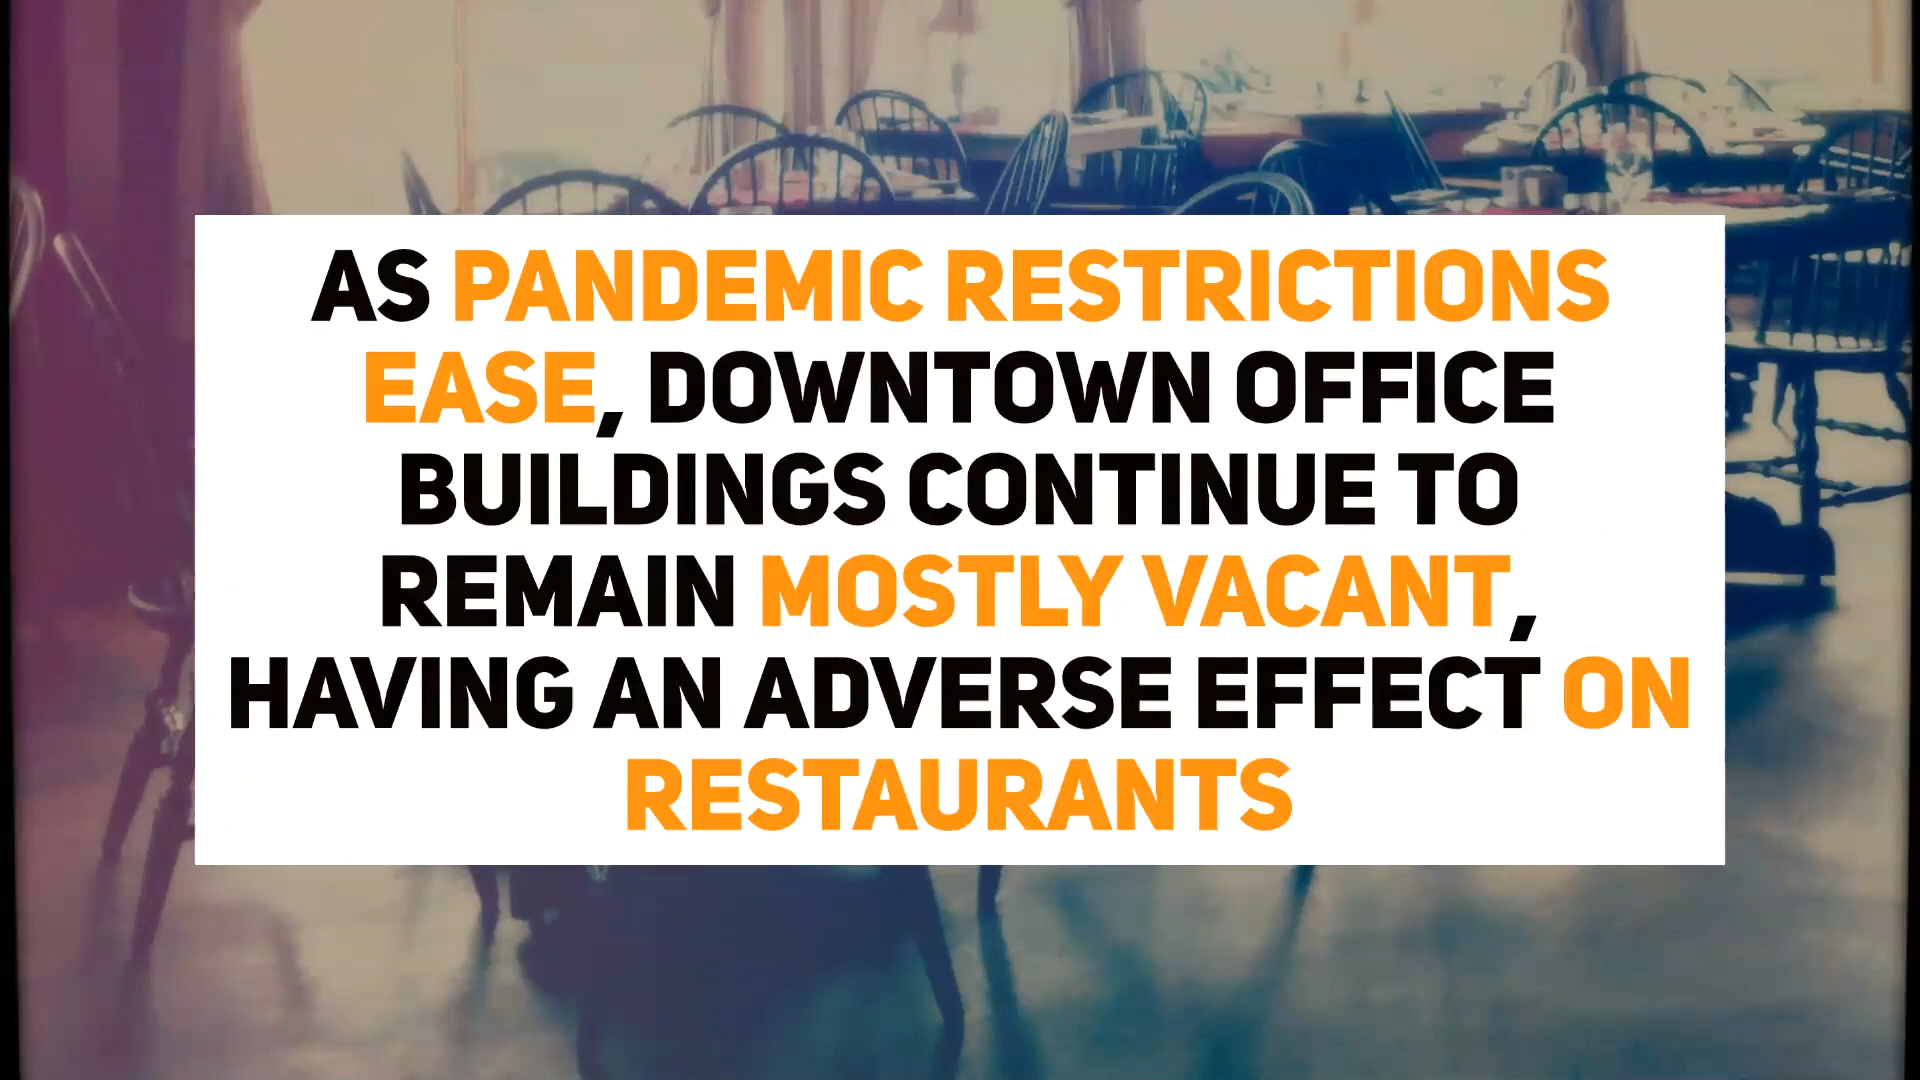 AS PANDEMIC RESTRICTIONS
EASE, DOWNTOWN OFFICE
BUILDINGS CONTINUE TO
REMAIN MOSTLY VACANT,
HAVING AN ADVERSE EFFECT ON
RESTAURANTS